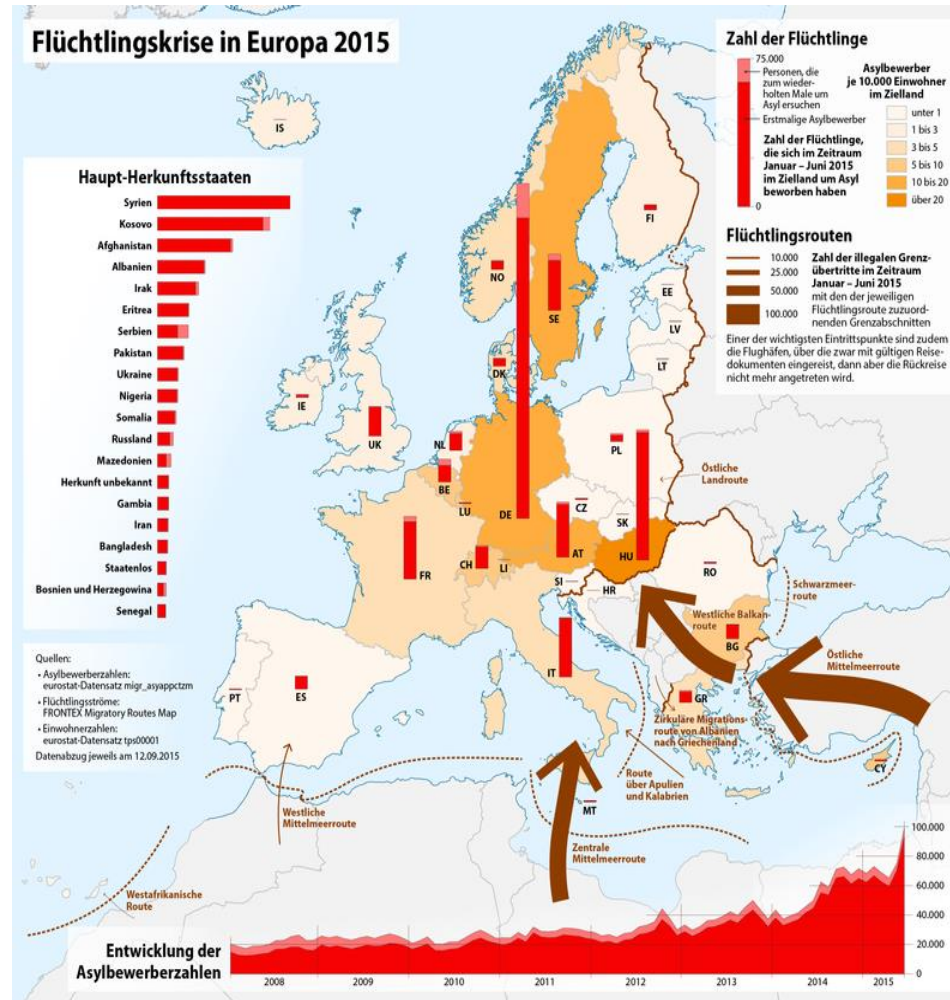 Flüchtlingskrise in Europa 2015
Zahl der Flüchtlinge
75.000
Personen, die
zum wieder-
holten Male um
Asyl ersuchen
Erstmalige Asylbewerber
Zahl der Flüchtlinge,
die sich im Zeitraum
Januar – Juni 2015
im Zielland um Asyl
beworben haben
0
Asylbewerber
je 10.000 Einwohner
im Zielland
unter 1
1 bis 3
3 bis 5
5 bis 10
10 bis 20
über 20
Flüchtlingsrouten
10.000
25.000
50.000
100.000
Zahl der illegalen Grenz-
übertritte im Zeitraum
Januar – Juni 2015
mit den der jeweiligen
Flüchtlingsroute zuzuord-
nenden Grenzabschnitten
Einer der wichtigsten Eintrittspunkte sind zudem
die Flughäfen, über die zwar mit gültigen Reise-
dokumenten eingereist, dann aber die Rückreise
nicht mehr angetreten wird.
Haupt-Herkunftsstaaten
Syrien
Kosovo
Afghanistan
Albanien
Irak
Eritrea
Serbien
Pakistan
Ukraine
Nigeria
Somalia
Russland
Mazedonien
Herkunft unbekannt
Gambia
Iran
Bangladesh
Staatenlos
Bosnien und Herzegowina
Senegal
Quellen:
• Asylbewerberzahlen:
eurostat-Datensatz migr_asyappctzm
• Flüchtlingsströme:
FRONTEX Migratory Routes Map
• Einwohnerzahlen:
eurostat-Datensatz tps00001
Datenabzug jeweils am 12.09.2015
IS
FI
NO
SE
EE
LV
LT
DK
IE
UK
NL
BE
LU
DE
PL
CZ
SK
AT
HU
CH
LI
FR
SI
HR
RO
BG
IT
GR
PT
ES
MT
CY
Östliche
Landroute
Schwarzmeer-
route
Westliche Balkan-
route
Östliche
Mittelmeerroute
Zirkuläre Migrations-
route von Albanien
nach Griechenland
Route
über Apulien
und Kalabrien
Westliche
Mittelmeerroute
Zentrale
Mittelmeerroute
Westafrikanische
Route
Entwicklung der
Asylbewerberzahlen
100.000
80.000
60.000
40.000
20.000
0
2008
2009
2010
2011
2012
2013
2014
2015